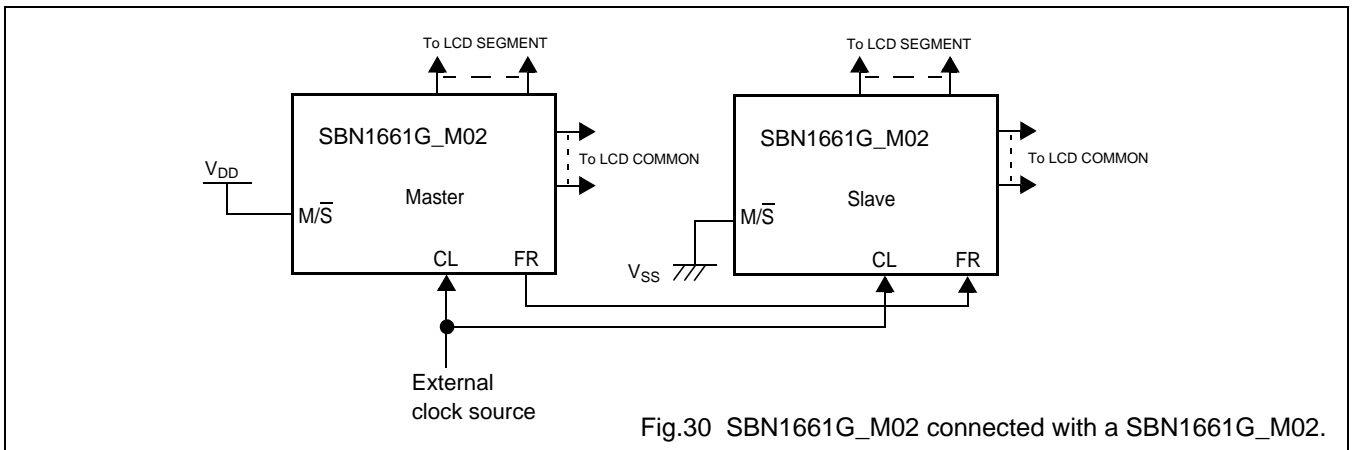 To LCD SEGMENT
SBN1661G_M02
To LCD COMMON
VDD
Master
M/S̅
CL FR
To LCD SEGMENT
SBN1661G_M02
To LCD COMMON
Slave
M/S̅
VSS
CL FR
External
clock source
Fig.30 SBN1661G_M02 connected with a SBN1661G_M02.